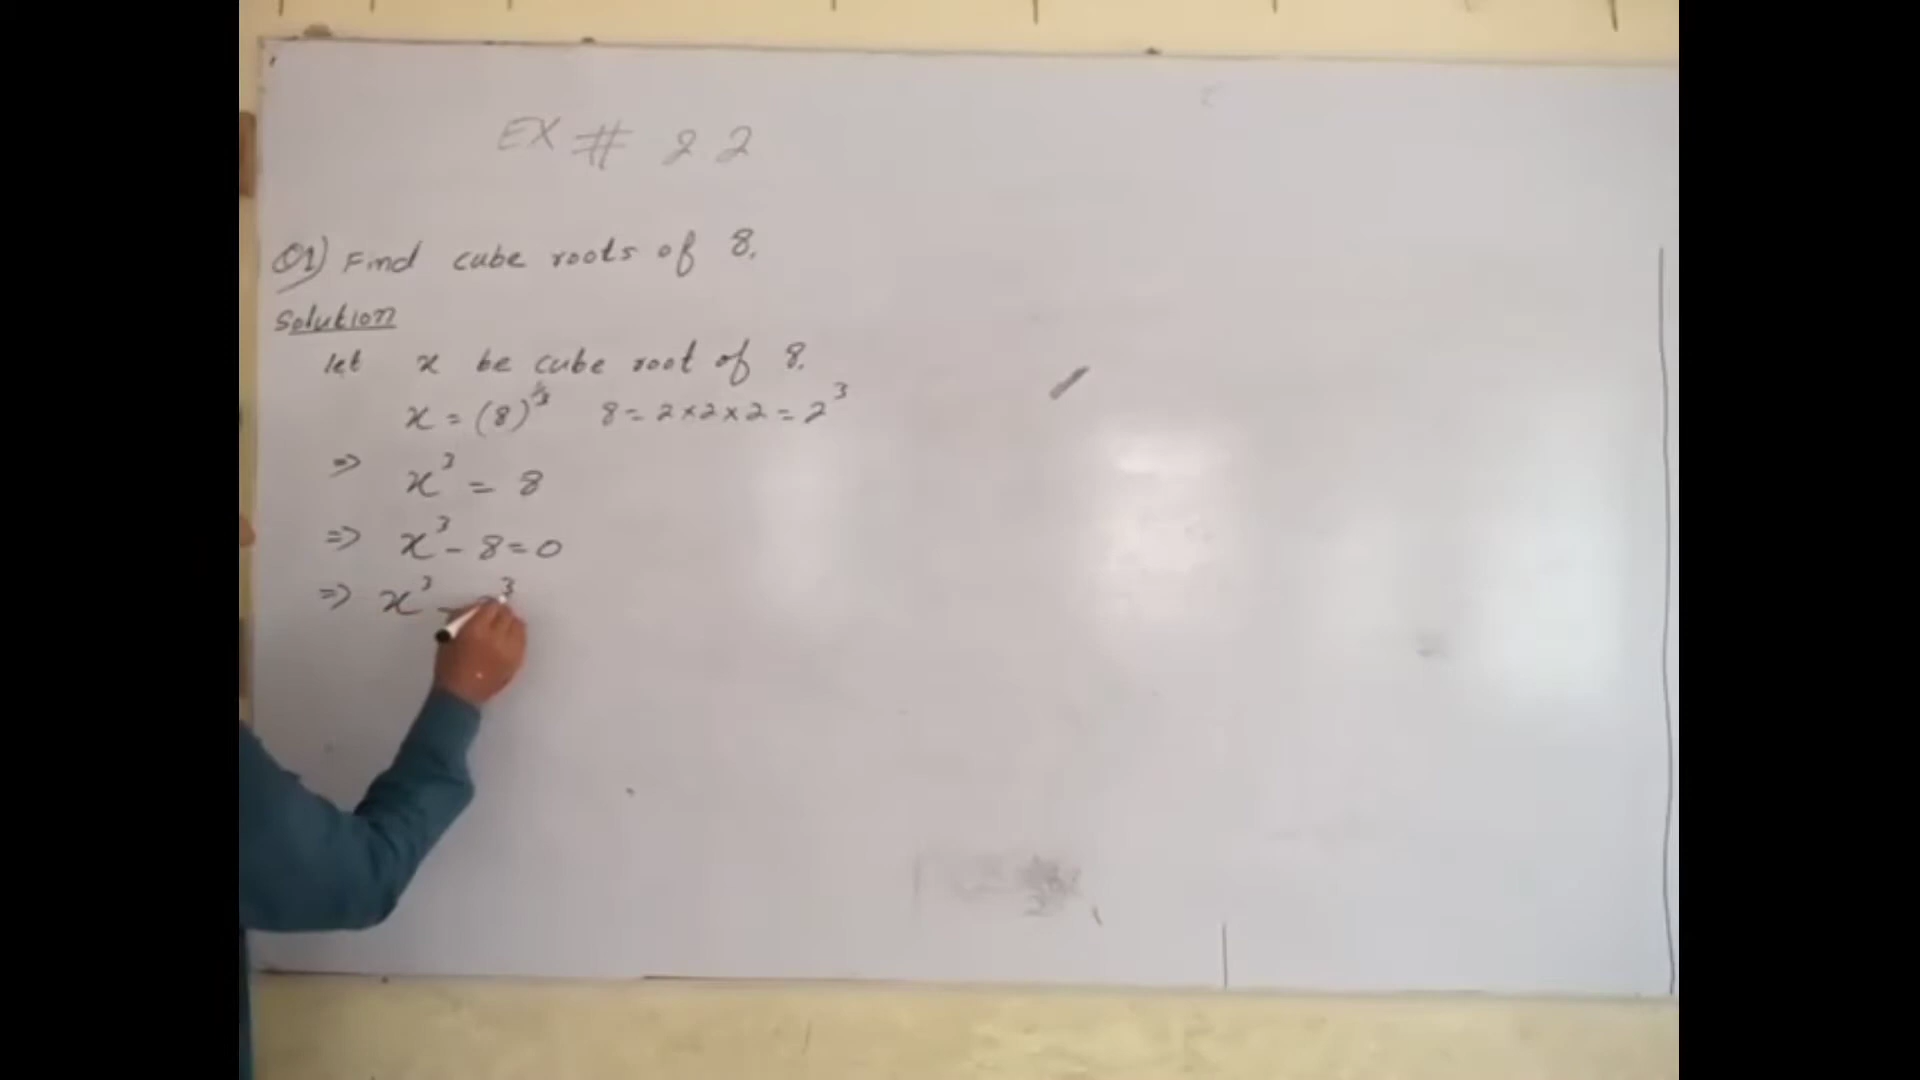 EX # 2 2
Q1) Find cube roots of 8.
Solution
let x be cube root of 8.
x = (8)^1/3 8 = 2×2×2 = 2^3
⇒ x^3 = 8
⇒ x^3 - 8 = 0
⇒ x^3 - 3